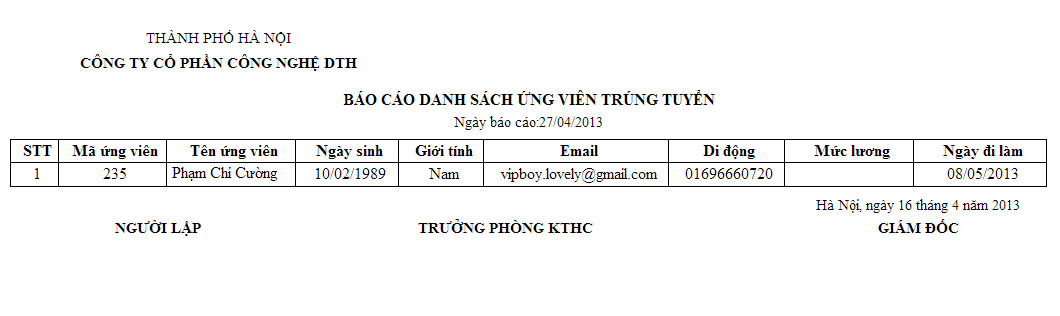 THÀNH PHỐ HÀ NỘI
CÔNG TY CỔ PHẦN CÔNG NGHỆ DTH
BÁO CÁO DANH SÁCH ỨNG VIÊN TRÚNG TUYỂN
Ngày báo cáo:27/04/2013
STT Mã ứng viên Tên ứng viên Ngày sinh Giới tính Email Di động Mức lương Ngày đi làm
1 235 Phạm Chí Cường 10/02/1989 Nam vipboy.lovely@gmail.com 01696660720 08/05/2013
Hà Nội, ngày 16 tháng 4 năm 2013
NGƯỜI LẬP TRƯỞNG PHÒNG KTHC GIÁM ĐỐC